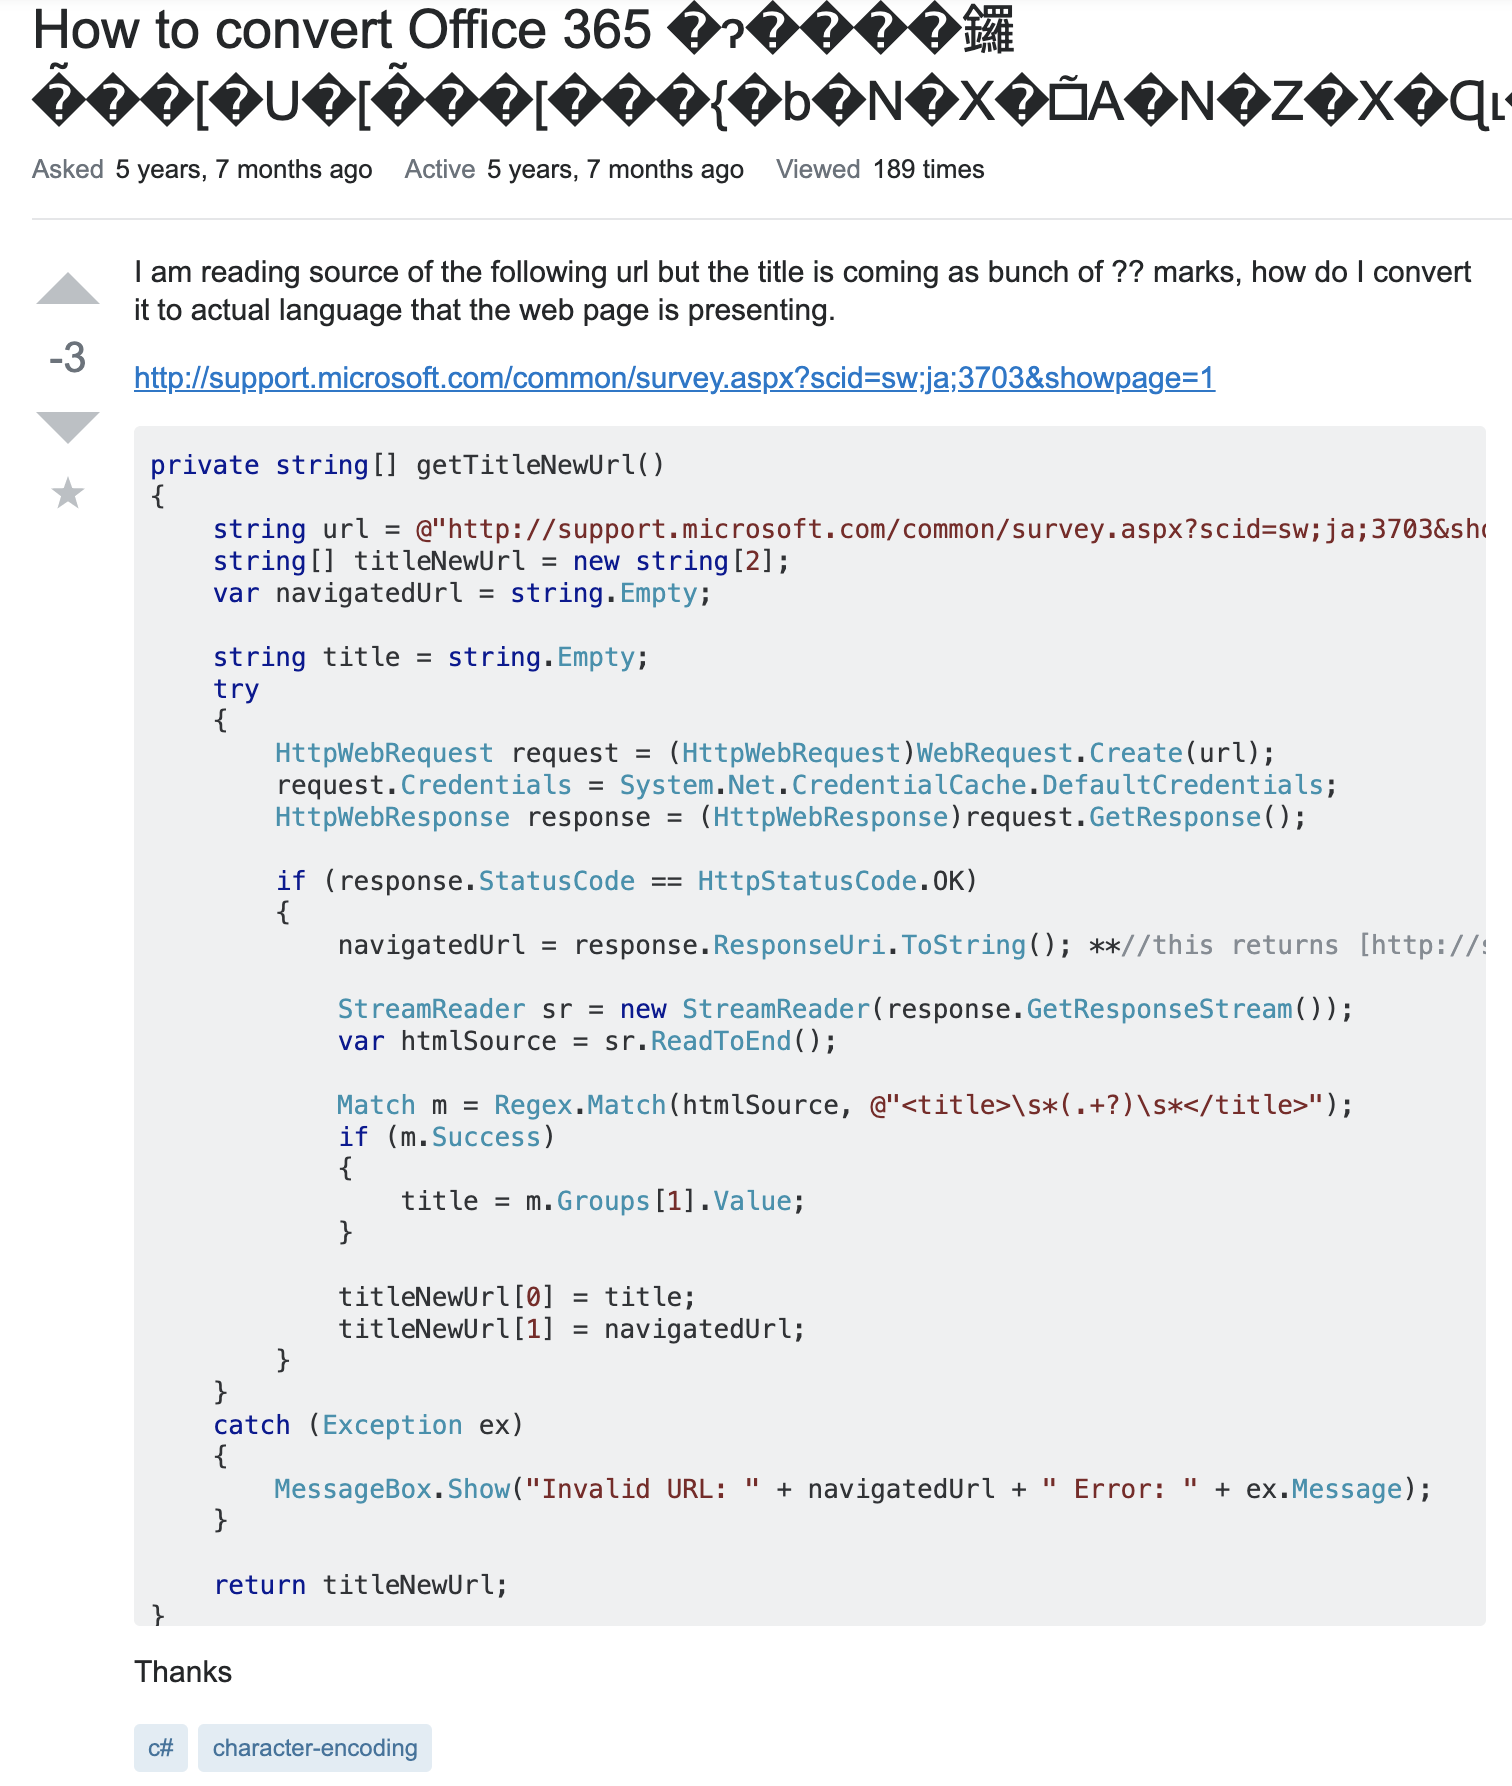 How to convert Office 365 �ɂ����鑼
̃��[�U�[̃��[���{�b�N�X�ւ̃A�N�Z�X�
Asked 5 years, 7 months ago Active 5 years, 7 months ago Viewed 189 times
I am reading source of the following url but the title is coming as bunch of ?? marks, how do I convert
it to actual language that the web page is presenting.
-3
http://support.microsoft.com/common/survey.aspx?scid=sw;ja;3703&showpage=1
private string[] getTitleNewUrl()
{
    string url = @"http://support.microsoft.com/common/survey.aspx?scid=sw;ja;3703&sho
    string[] titleNewUrl = new string[2];
    var navigatedUrl = string.Empty;
    string title = string.Empty;
    try
    {
        HttpWebRequest request = (HttpWebRequest)WebRequest.Create(url);
        request.Credentials = System.Net.CredentialCache.DefaultCredentials;
        HttpWebResponse response = (HttpWebResponse)request.GetResponse();
        if (response.StatusCode == HttpStatusCode.OK)
        {
            navigatedUrl = response.ResponseUri.ToString(); **//this returns [http://s
            StreamReader sr = new StreamReader(response.GetResponseStream());
            var htmlSource = sr.ReadToEnd();
            Match m = Regex.Match(htmlSource, @"<title>\s*(.+?)\s*</title>");
            if (m.Success)
            {
                title = m.Groups[1].Value;
            }
            titleNewUrl[0] = title;
            titleNewUrl[1] = navigatedUrl;
        }
    }
    catch (Exception ex)
    {
        MessageBox.Show("Invalid URL: " + navigatedUrl + " Error: " + ex.Message);
    }
    return titleNewUrl;
}
Thanks
c# character-encoding